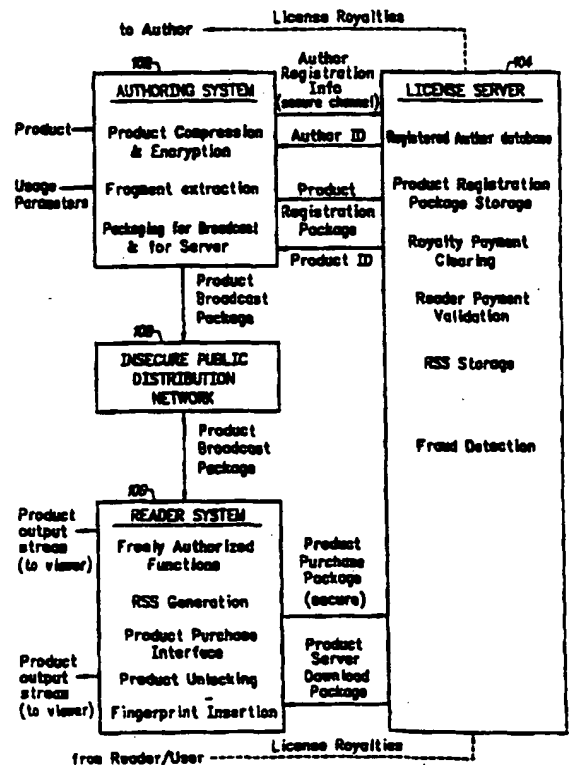 License Royalties
to Author
102
AUTHORING SYSTEM
Product
Product Compression
& Encryption
Usage
Parameters
Fragment extraction
Packaging for Broadcast
& for Server
Author
Registration
Info
(secure channel)
Author ID
Product
Registration
Package
Product ID
104
LICENSE SERVER
Registered Author database
Product Registration
Package Storage
Royalty Payment
Clearing
Reader Payment
Validation
RSS Storage
Fraud Detection
Product
Broadcast
Package
INSECURE PUBLIC
DISTRIBUTION
NETWORK
Product
Broadcast
Package
READER SYSTEM
Product
output
stream
(to viewer)
Freely Authorized
Functions
RSS Generation
Product Purchase
Interface
Product
output
stream
(to viewer)
Product Unlocking
Fingerprint Insertion
Product
Purchase
Package
(secure)
Product
Server
Download
Package
License Royalties
from Reader/User